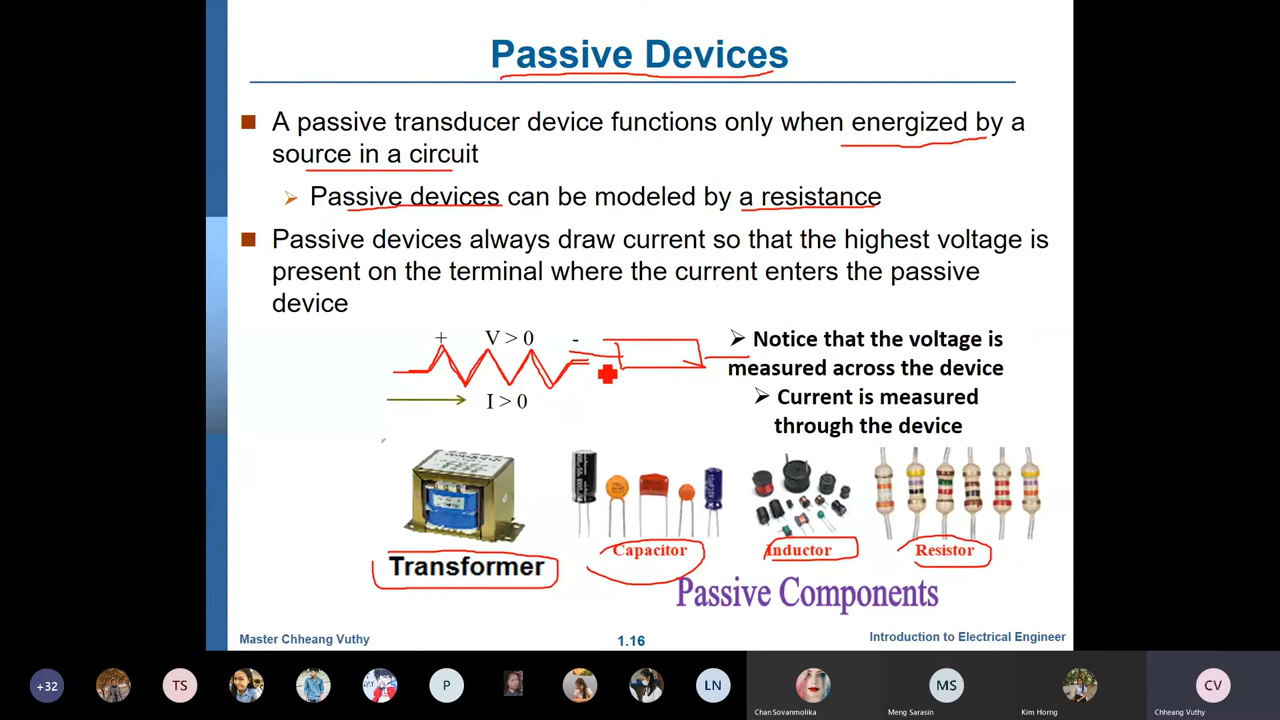 Passive Devices
A passive transducer device functions only when energized by a
source in a circuit
Passive devices can be modeled by a resistance
Passive devices always draw current so that the highest voltage is
present on the terminal where the current enters the passive
device
+ V > 0 -
I > 0
Notice that the voltage is
measured across the device
Current is measured
through the device
Transformer
Capacitor
Inductor
Resistor
Passive Components
Master Chheang Vuthy
1.16
Introduction to Electrical Engineer
+32
TS
P
LN
MS
CV
Chan Sovanmolika
Meng Sarasin
Kim Horng
Chheang Vuthy